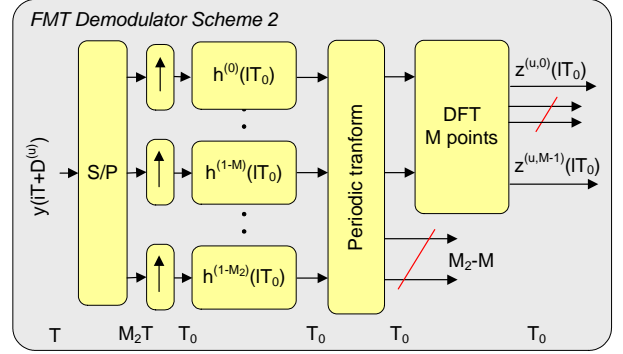 FMT Demodulator Scheme 2
y(iT+D^(u))
S/P
h^(0)(lT₀)
h^(1-M)(lT₀)
h^(1-M₂)(lT₀)
Periodic tranform
DFT
M points
z^(u,0)(lT₀)
z^(u,M-1)(lT₀)
M₂-M
T M₂T T₀ T₀ T₀ T₀